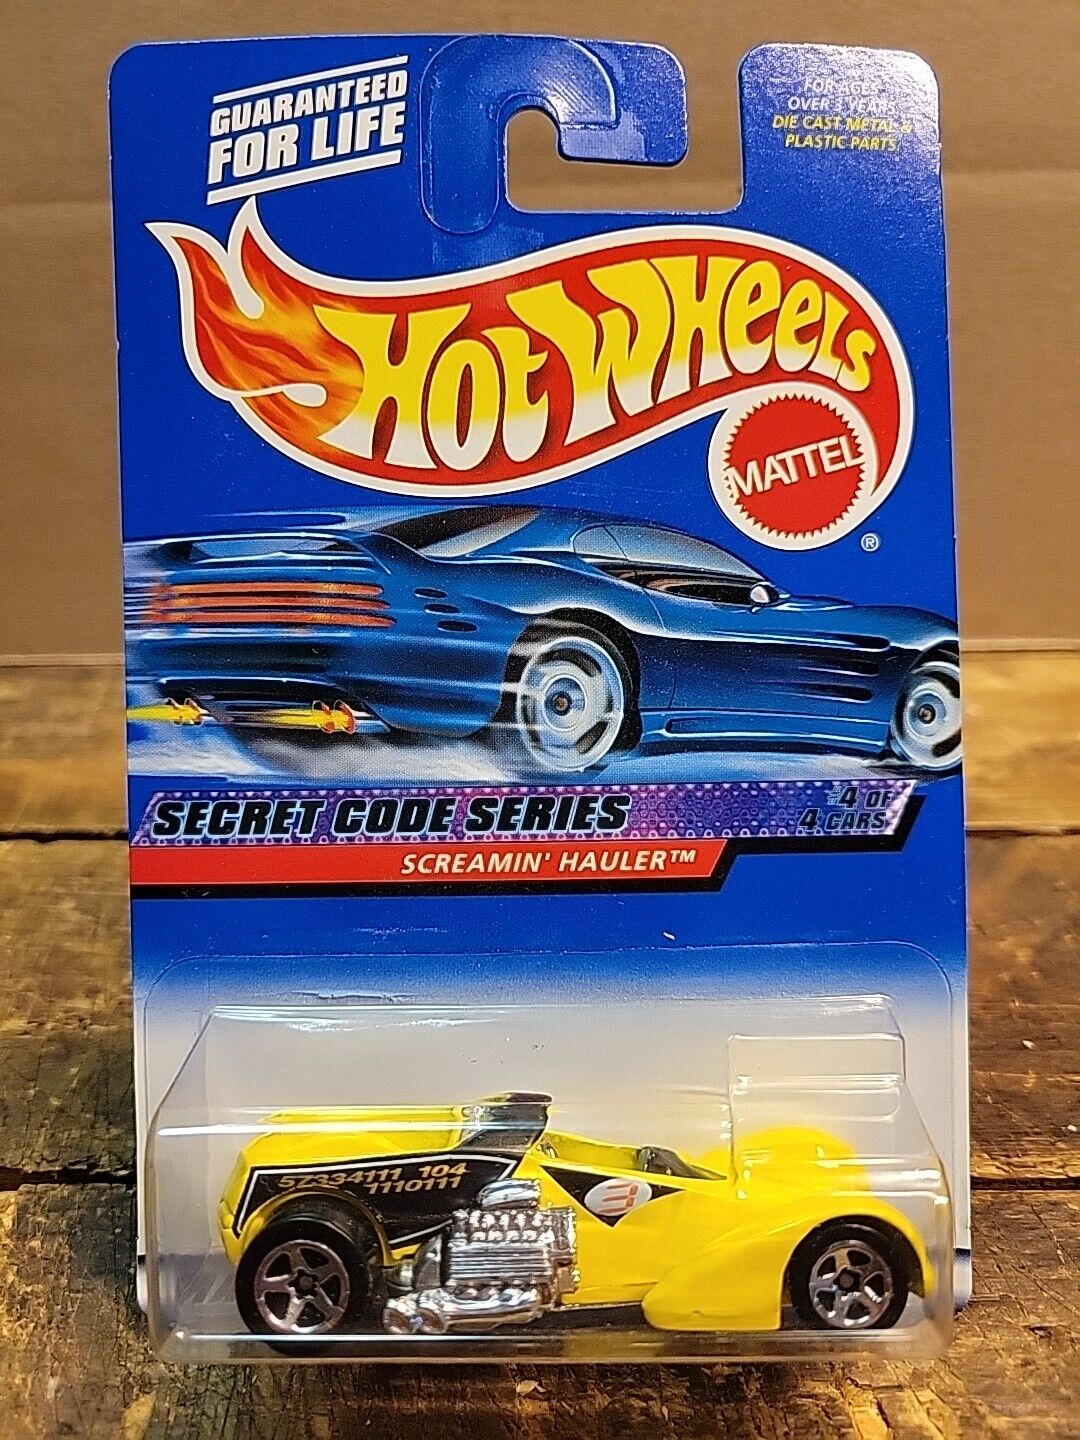 GUARANTEED
FOR LIFE
FOR AGES
OVER 3 YEARS
DIE CAST METAL &
PLASTIC PARTS
HOT WHEELS
MATTEL
®
SECRET CODE SERIES
4 OF
4 CARS
SCREAMIN' HAULER™
57334111 104
1110111